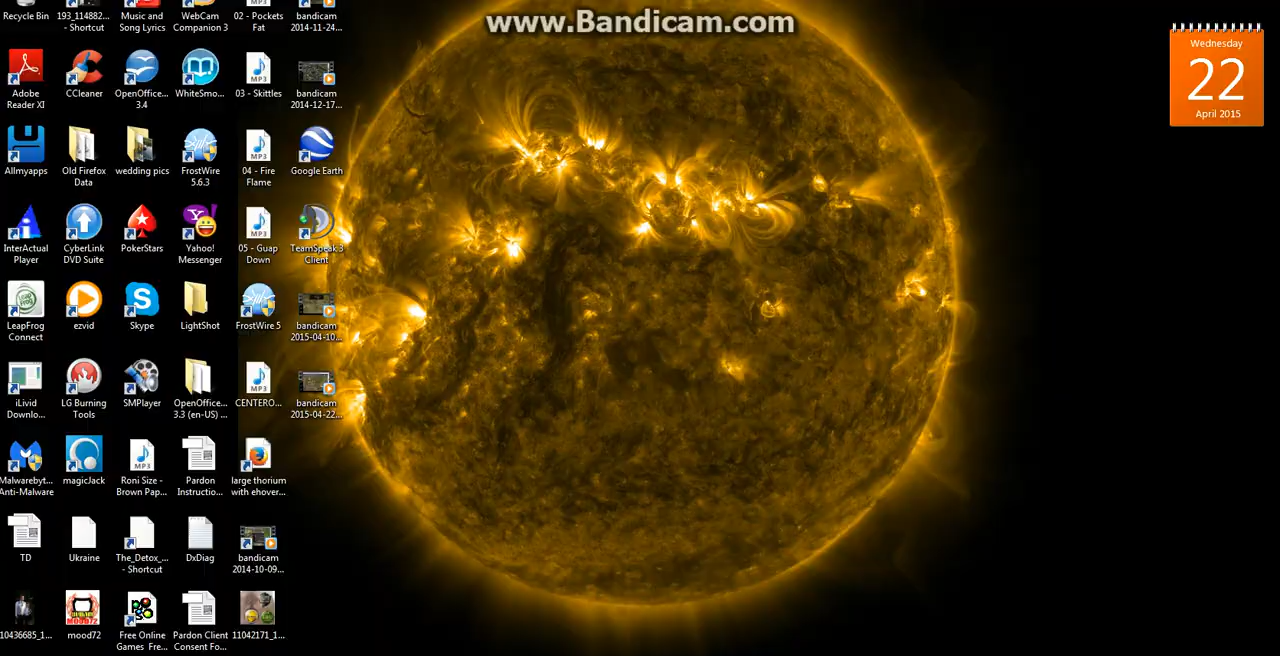 www.Bandicam.com
Recycle Bin
193_114882...
- Shortcut
Music and
Song Lyrics
WebCam
Companion 3
02 - Pockets
Fat
bandicam
2014-11-24...
Wednesday
22
April 2015
Adobe
Reader XI
CCleaner
OpenOffice...
3.4
WhiteSmo...
MP3
03 - Skittles
bandicam
2014-12-17...
Allmyapps
Old Firefox
Data
wedding pics
FrostWire
5.6.3
MP3
04 - Fire
Flame
Google Earth
InterActual
Player
CyberLink
DVD Suite
PokerStars
Yahoo!
Messenger
MP3
05 - Guap
Down
TeamSpeak 3
Client
LeapFrog
Connect
ezvid
Skype
LightShot
FrostWire 5
bandicam
2015-04-10...
iLivid
Downlo...
LG Burning
Tools
SMPlayer
OpenOffice...
3.3 (en-US) ...
MP3
CENTERO...
bandicam
2015-04-22...
Malwarebyt...
Anti-Malware
magicJack
MP3
Roni Size -
Brown Pap...
Pardon
Instructio...
large thorium
with ehover...
TD
Ukraine
The_Detox_...
- Shortcut
DxDiag
bandicam
2014-10-09...
10436685_1...
mood72
Free Online
Games Fre...
Pardon Client
Consent Fo...
11042171_1...